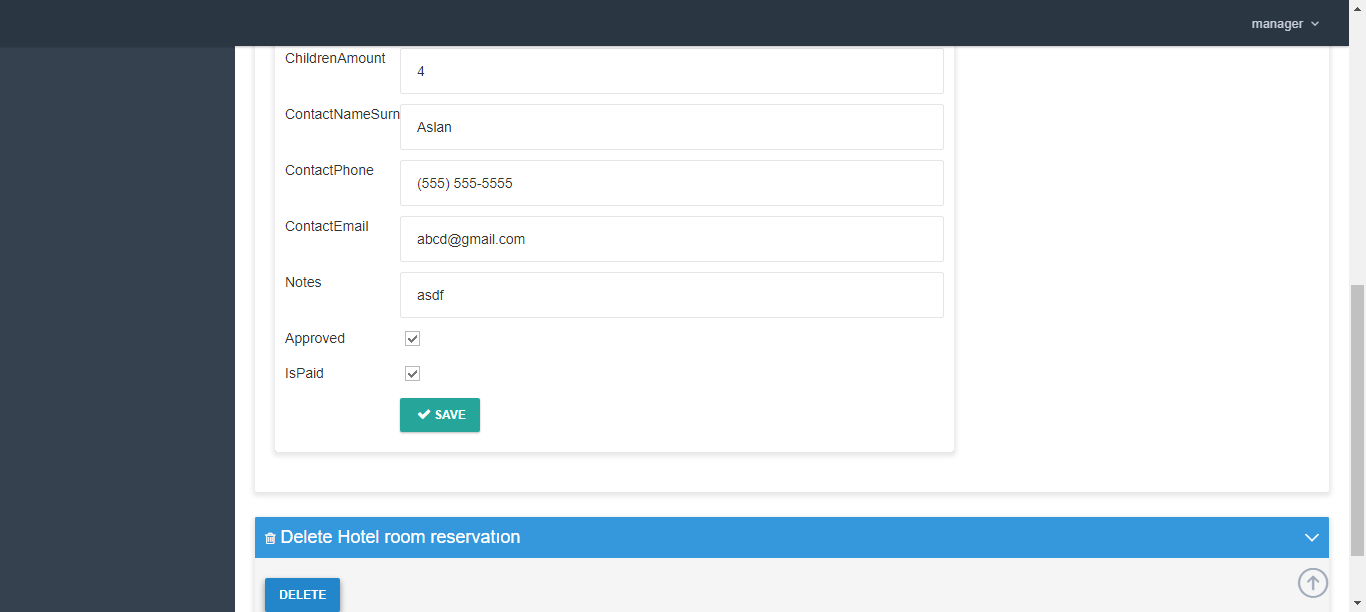 manager
ChildrenAmount
4
ContactNameSurn
Aslan
ContactPhone
(555) 555-5555
ContactEmail
abcd@gmail.com
Notes
asdf
Approved
IsPaid
SAVE
Delete Hotel room reservatıon
DELETE